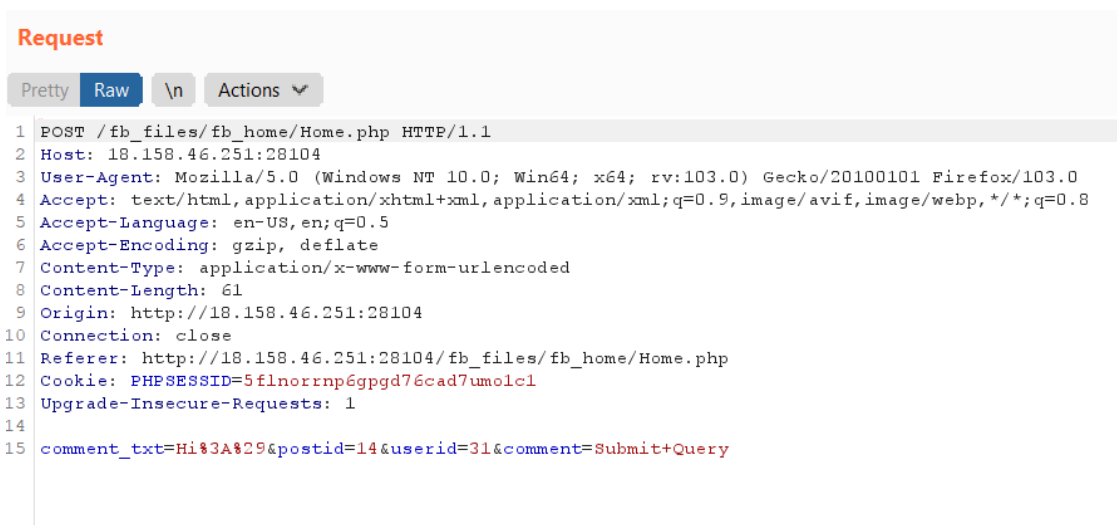 Request
Pretty Raw \n Actions
1 POST /fb_files/fb_home/Home.php HTTP/1.1
2 Host: 18.158.46.251:28104
3 User-Agent: Mozilla/5.0 (Windows NT 10.0; Win64; x64; rv:103.0) Gecko/20100101 Firefox/103.0
4 Accept: text/html,application/xhtml+xml,application/xml;q=0.9,image/avif,image/webp,*/*;q=0.8
5 Accept-Language: en-US,en;q=0.5
6 Accept-Encoding: gzip, deflate
7 Content-Type: application/x-www-form-urlencoded
8 Content-Length: 61
9 Origin: http://18.158.46.251:28104
10 Connection: close
11 Referer: http://18.158.46.251:28104/fb_files/fb_home/Home.php
12 Cookie: PHPSESSID=5flnorrnp6gpgd76cad7umo1c1
13 Upgrade-Insecure-Requests: 1
14
15 comment_txt=Hi%3A%29&postid=14&userid=31&comment=Submit+Query